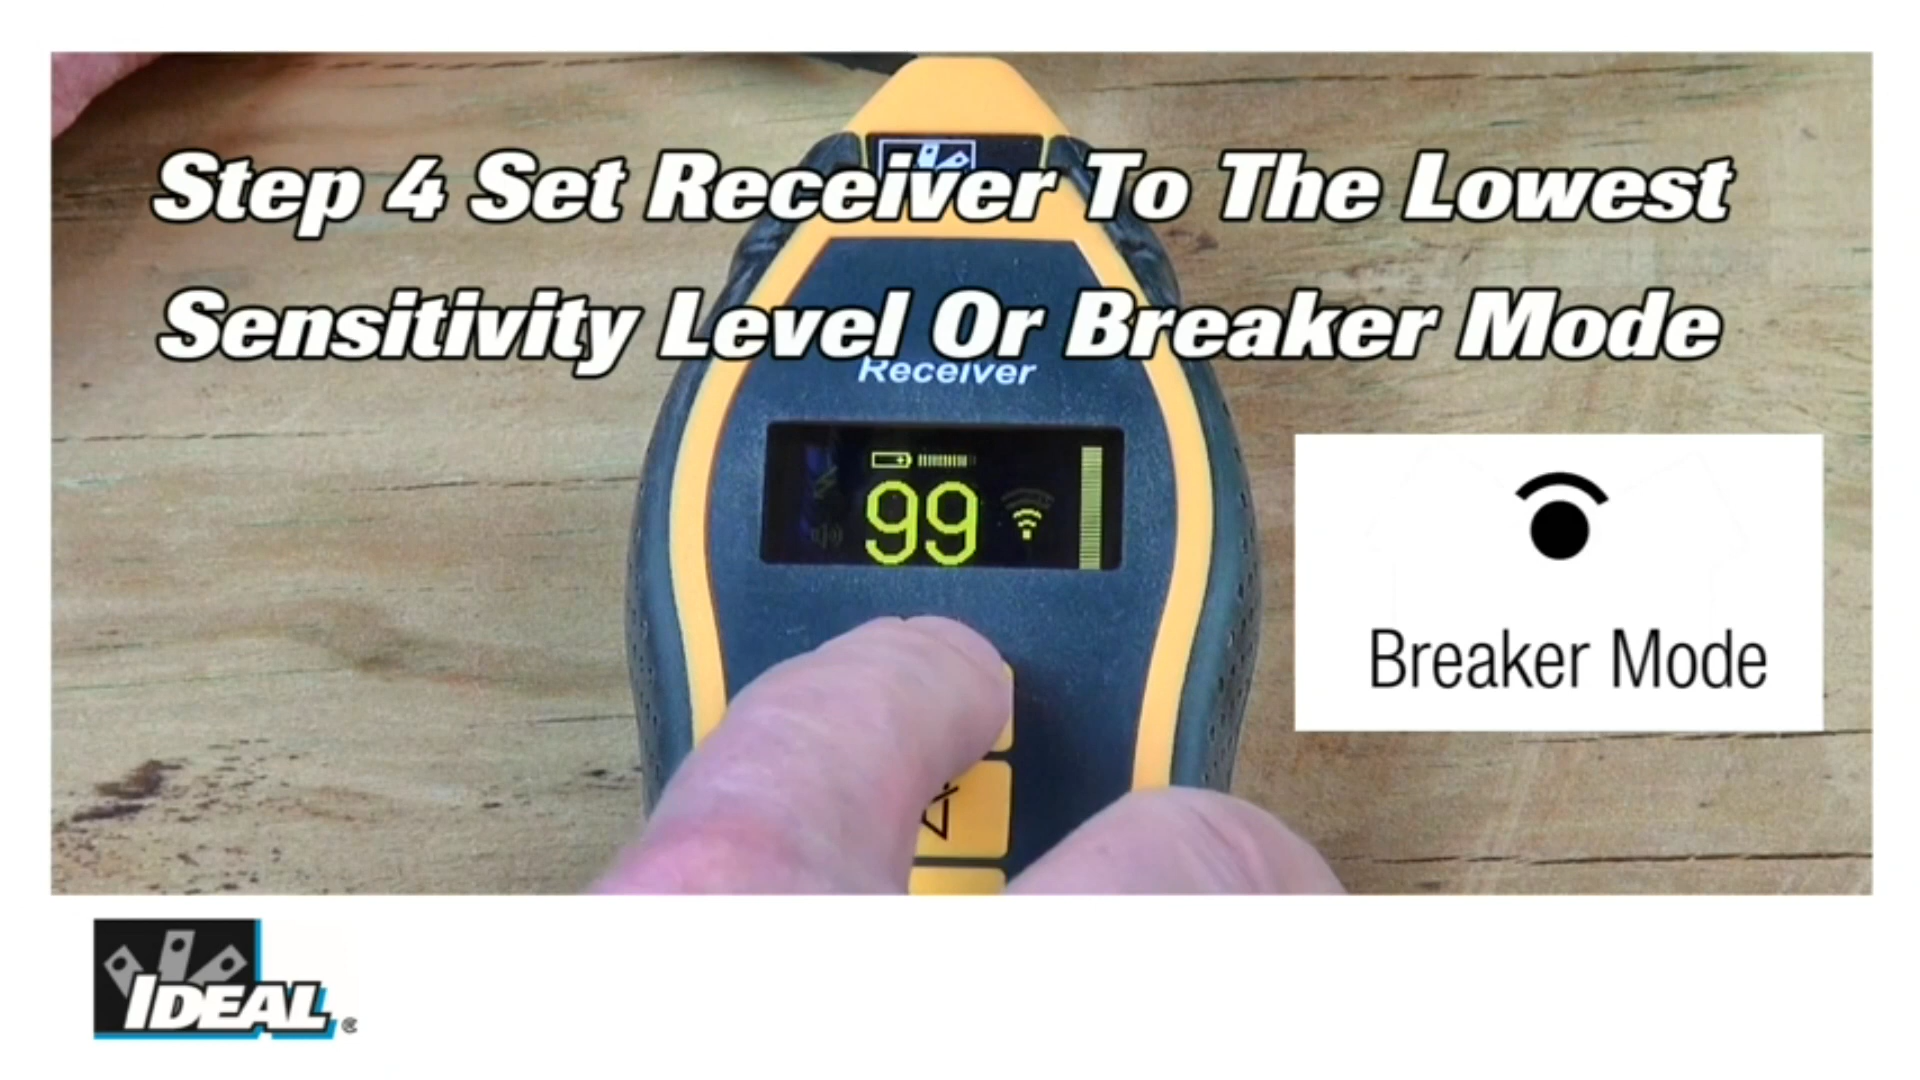 Step 4 Set Receiver To The Lowest
Sensitivity Level Or Breaker Mode
Receiver
99
Breaker Mode
IDEAL